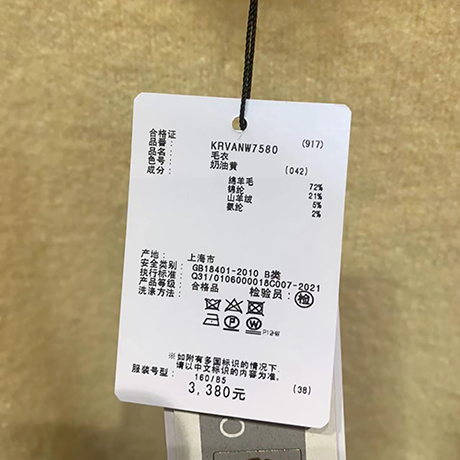 合格证
品番: KRVANW7580 (917)
品名: 毛衣
色号: 奶油黄 (042)
成分:
绵羊毛 72%
锦纶 21%
山羊绒 5%
氨纶 2%
产地: 上海市
安全类别: GB18401-2010 B类
执行标准: Q31/0106000018C007-2021
产品等级: 合格品 检验员: 检
洗涤方法:
P12-W
※如附有多国标识的情况下
请以中文标识的内容为准.
服装号型: 160/85 (38)
3,380元